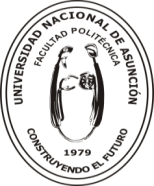 UNIVERSIDAD NACIONAL DE ASUNCIÓN
FACULTAD POLITÉCNICA
1979
CONSTRUYENDO EL FUTURO